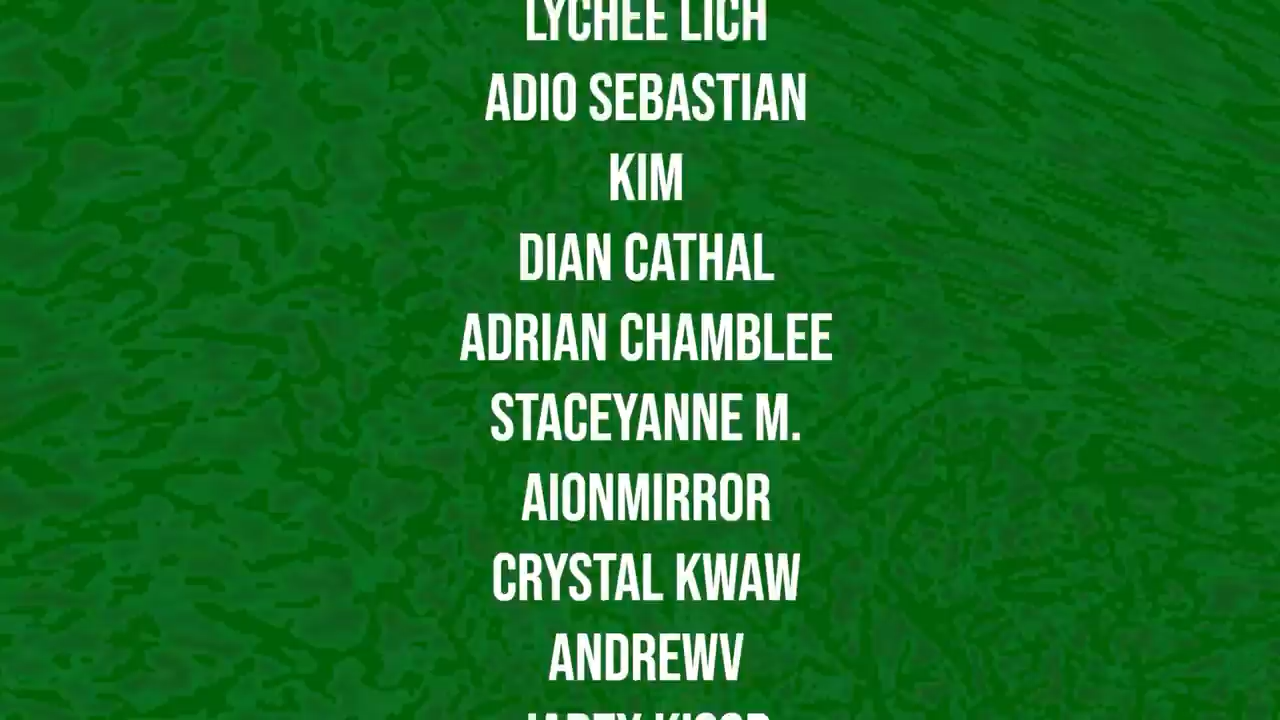 LYCHEE LICH
ADIO SEBASTIAN
KIM
DIAN CATHAL
ADRIAN CHAMBLEE
STACEYANNE M.
AIONMIRROR
CRYSTAL KWAW
ANDREWV